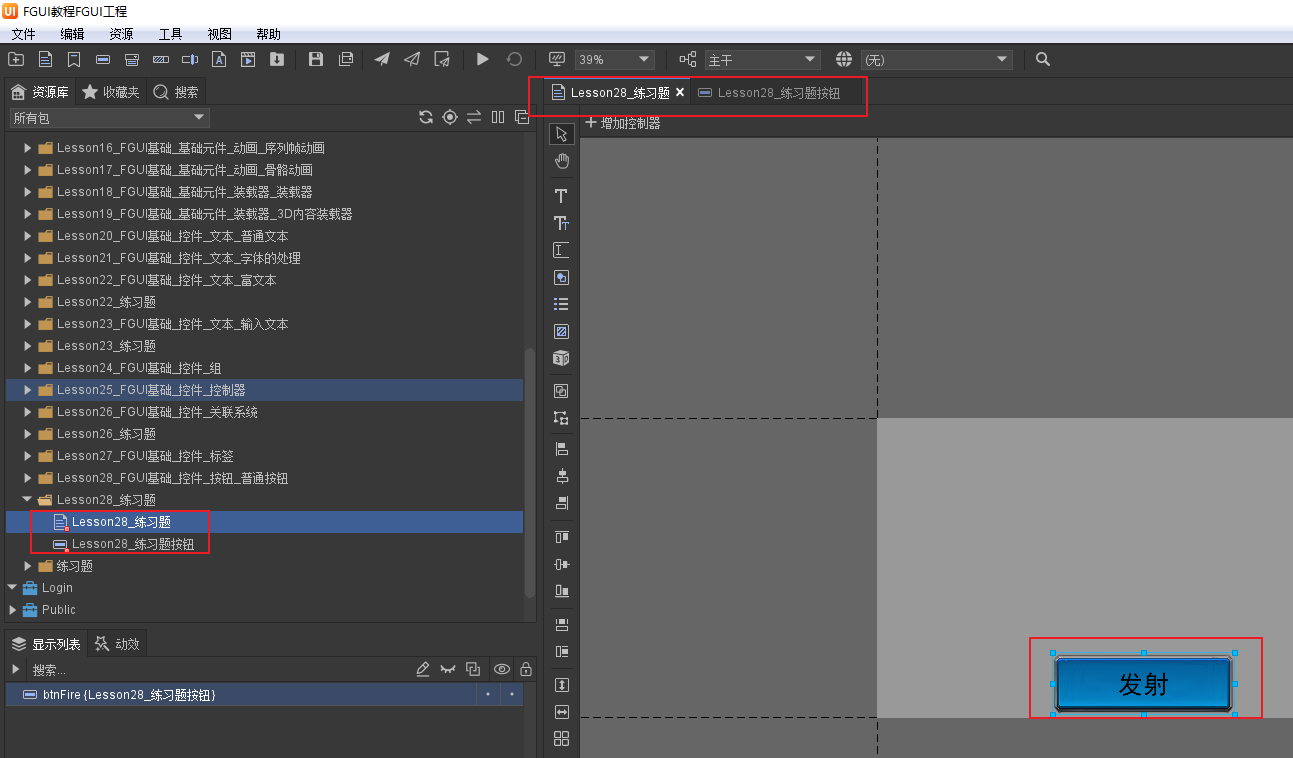 FGUI教程FGUI工程
文件 编辑 资源 工具 视图 帮助
39% 主干 (无)
资源库 收藏夹 搜索
Lesson28_练习题 Lesson28_练习题按钮
所有包
增加控制器
Lesson16_FGUI基础_基础元件_动画_序列帧动画
Lesson17_FGUI基础_基础元件_动画_骨骼动画
Lesson18_FGUI基础_基础元件_装载器_装载器
Lesson19_FGUI基础_基础元件_装载器_3D内容装载器
Lesson20_FGUI基础_控件_文本_普通文本
Lesson21_FGUI基础_控件_文本_字体的处理
Lesson22_FGUI基础_控件_文本_富文本
Lesson22_练习题
Lesson23_FGUI基础_控件_文本_输入文本
Lesson23_练习题
Lesson24_FGUI基础_控件_组
Lesson25_FGUI基础_控件_控制器
Lesson26_FGUI基础_控件_关联系统
Lesson26_练习题
Lesson27_FGUI基础_控件_标签
Lesson28_FGUI基础_控件_按钮_普通按钮
Lesson28_练习题
Lesson28_练习题
Lesson28_练习题按钮
练习题
Login
Public
显示列表 动效
搜索...
btnFire {Lesson28_练习题按钮}
发射